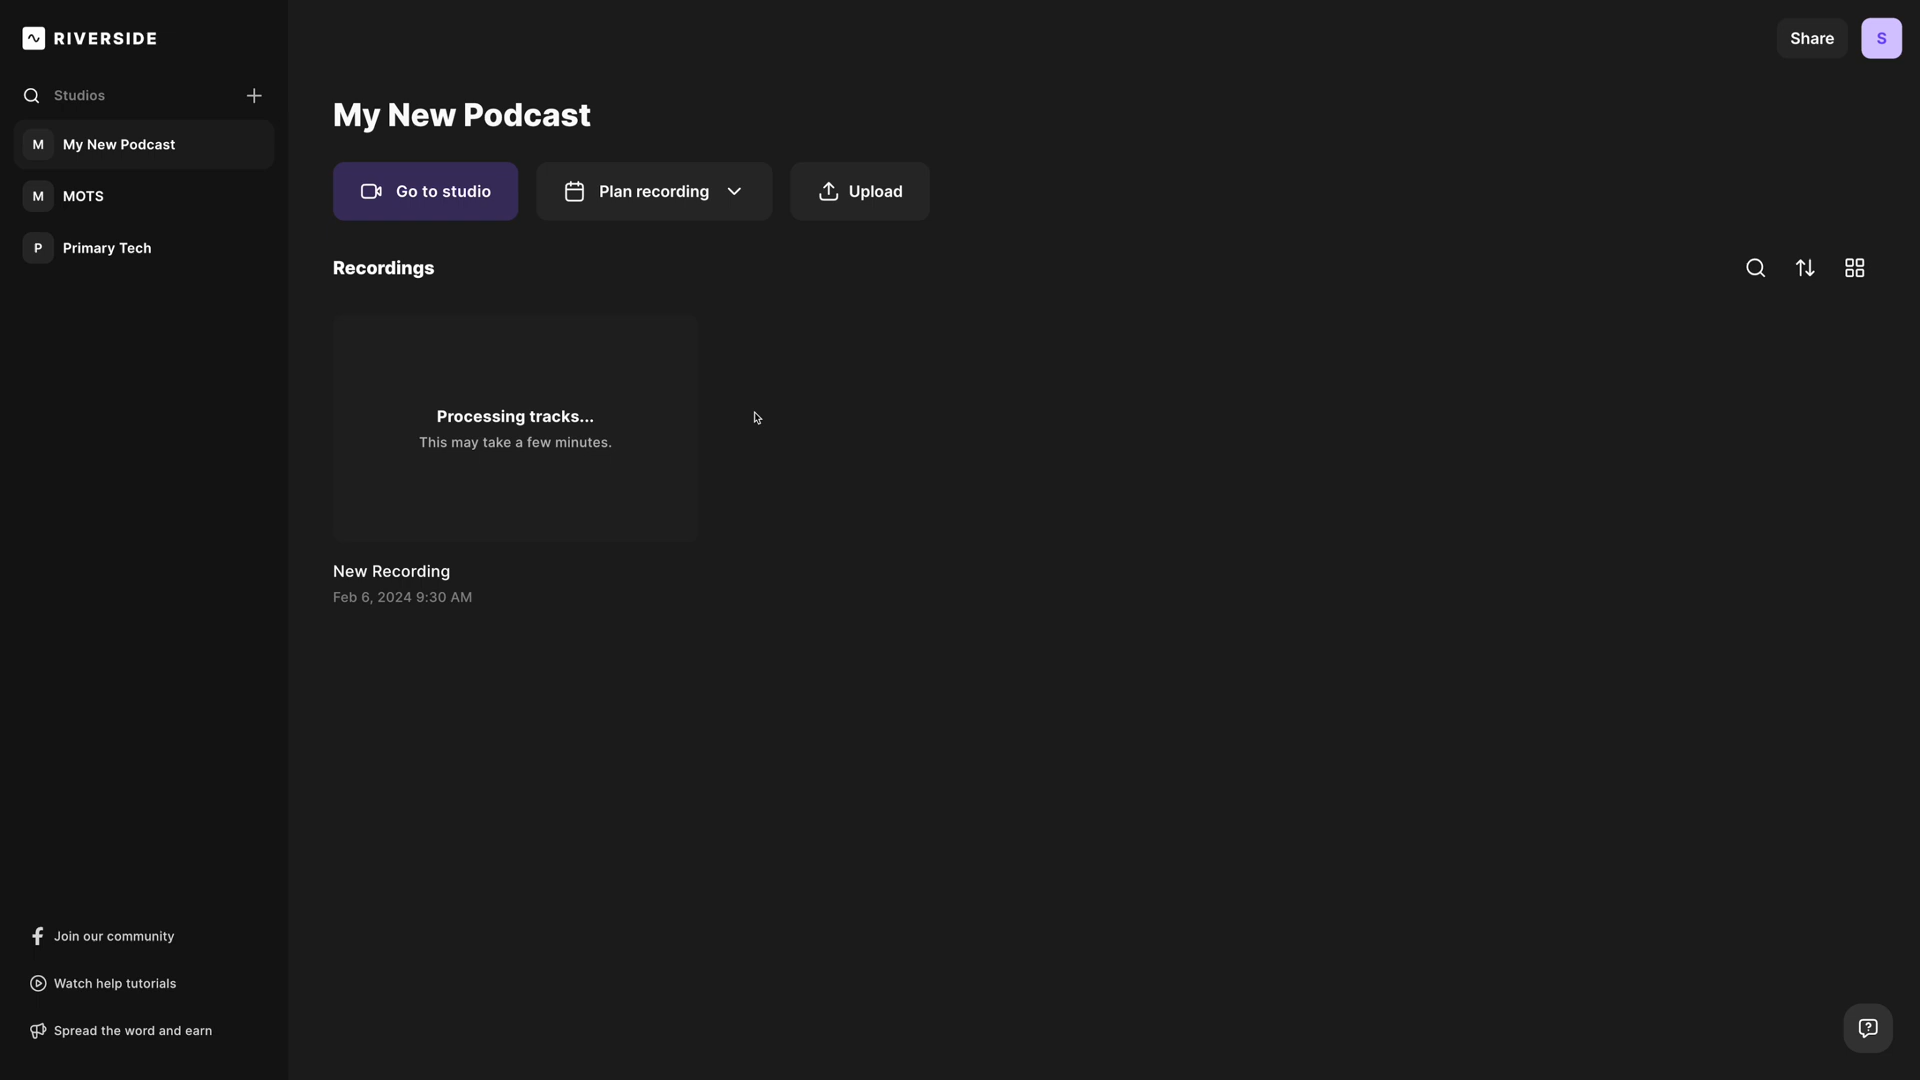 RIVERSIDE
Share
S
Studios
My New Podcast
M My New Podcast
M MOTS
P Primary Tech
Go to studio
Plan recording
Upload
Recordings
Processing tracks...
This may take a few minutes.
New Recording
Feb 6, 2024 9:30 AM
Join our community
Watch help tutorials
Spread the word and earn